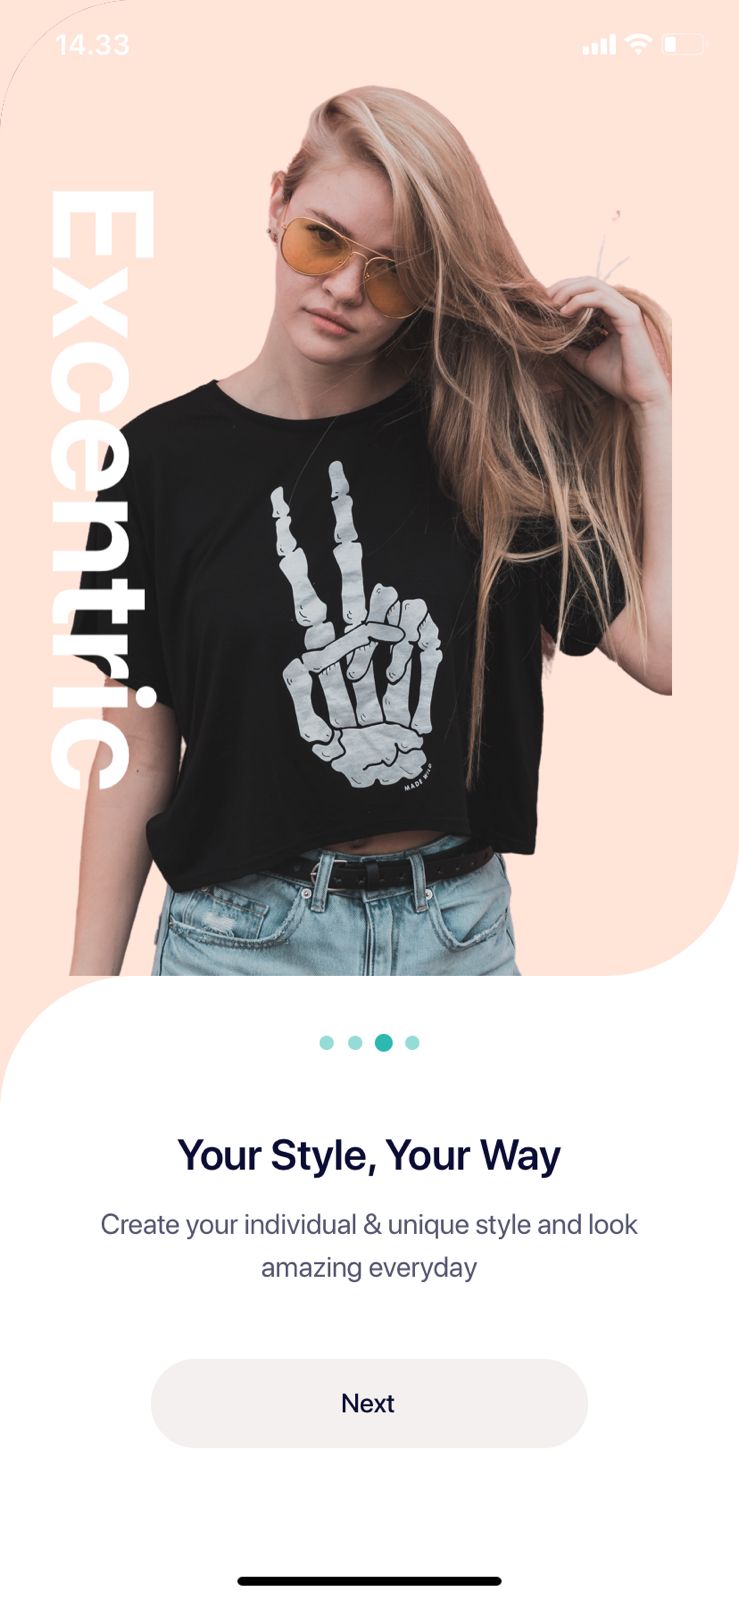 14.33
Excentric
MADE WILD
Your Style, Your Way
Create your individual & unique style and look
amazing everyday
Next